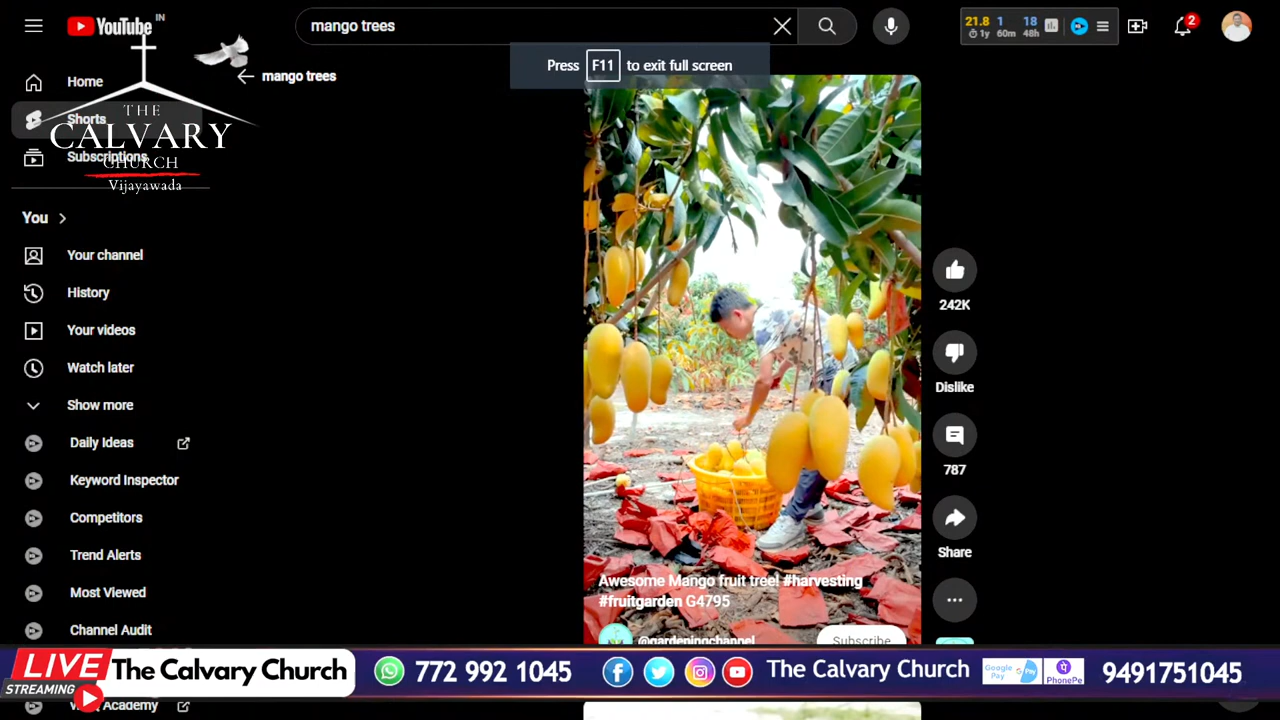 YouTube IN
mango trees
21.8 1 18
1y 60m 48h
2
Press F11 to exit full screen
mango trees
Home
Shorts
Subscriptions
THE
CALVARY
CHURCH
Vijayawada
You
Your channel
History
Your videos
Watch later
Show more
Daily Ideas
Keyword Inspector
Competitors
Trend Alerts
Most Viewed
Channel Audit
Academy
242K
Dislike
787
Share
Awesome Mango fruit tree! #harvesting
#fruitgarden G4795
@gardeningchannel
Subscribe
LIVE
STREAMING
The Calvary Church
772 992 1045
The Calvary Church
Google Pay
PhonePe
9491751045